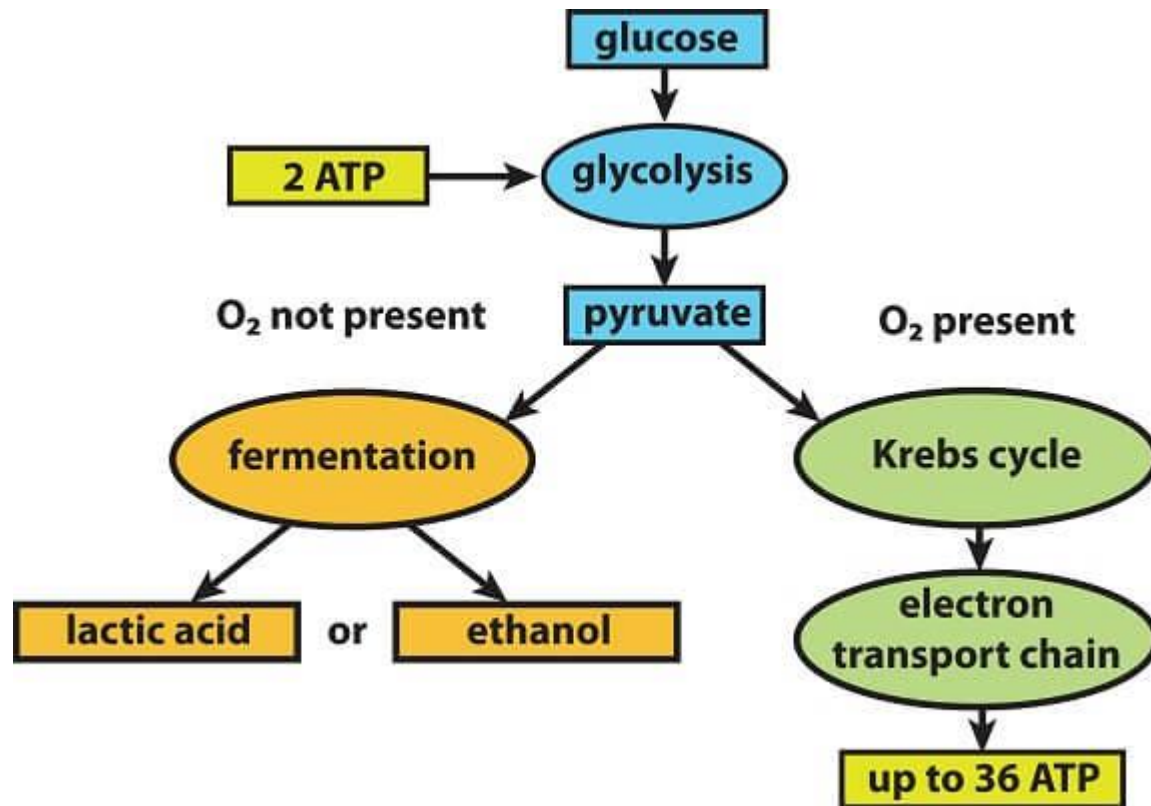 glucose
2 ATP
glycolysis
O₂ not present
pyruvate
O₂ present
fermentation
Krebs cycle
lactic acid
or
ethanol
electron
transport chain
up to 36 ATP